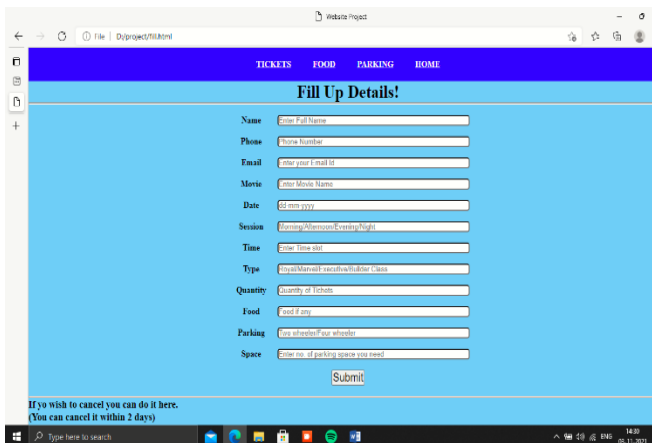 Website Project
File D:/project/fill.html
TICKETS FOOD PARKING HOME
Fill Up Details!
Name Enter Full Name
Phone Phone Number
Email Enter your Email Id
Movie Enter Movie Name
Date dd-mm-yyyy
Session Morning/Afternoon/Evening/Night
Time Enter Time slot
Type Royal/Marvel/Executive/Builder Class
Quantity Quantity of Tickets
Food Food if any
Parking Two wheeler/Four wheeler
Space Enter no. of parking space you need
Submit
If yo wish to cancel you can do it here.
(You can cancel it within 2 days)
Type here to search
ENG
14:30
06-11-2021